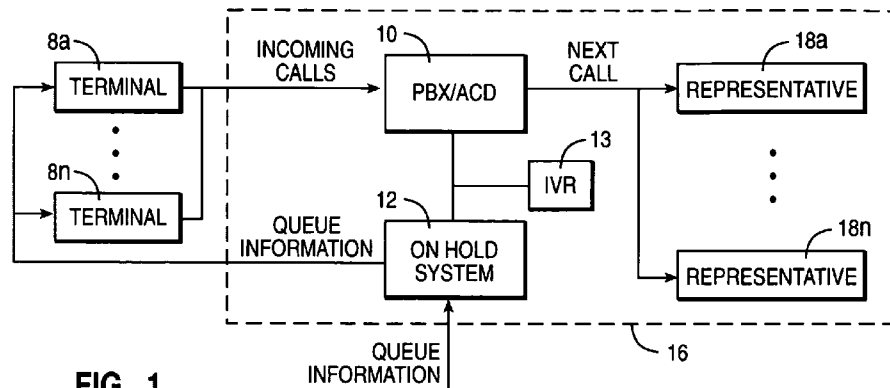 8a
TERMINAL
8n
TERMINAL
INCOMING
CALLS
10
PBX/ACD
NEXT
CALL
18a
REPRESENTATIVE
13
IVR
12
ON HOLD
SYSTEM
QUEUE
INFORMATION
18n
REPRESENTATIVE
16
QUEUE
INFORMATION
FIG. 1